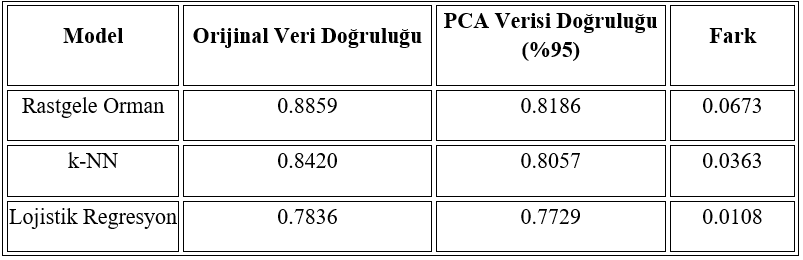 Model Orijinal Veri Doğruluğu PCA Verisi Doğruluğu (%95) Fark
Rastgele Orman 0.8859 0.8186 0.0673
k-NN 0.8420 0.8057 0.0363
Lojistik Regresyon 0.7836 0.7729 0.0108